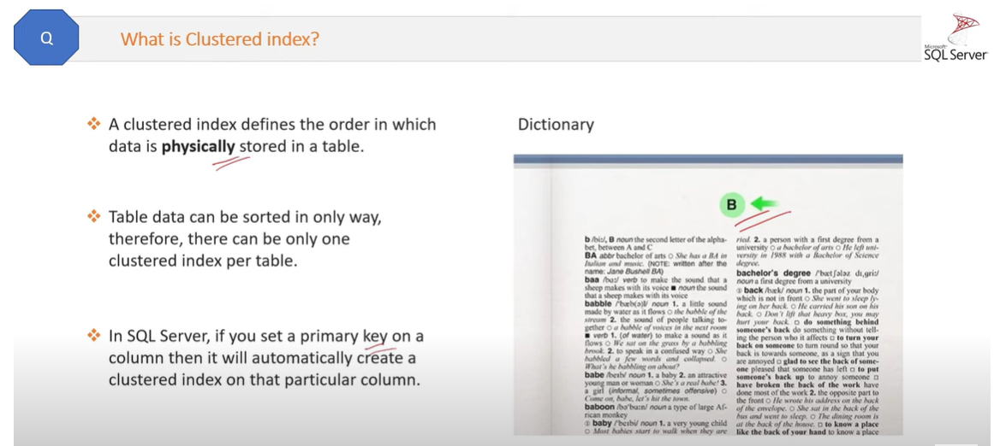 Q
What is Clustered index?
Microsoft
SQL Server
A clustered index defines the order in which
data is physically stored in a table.
Table data can be sorted in only way,
therefore, there can be only one
clustered index per table.
In SQL Server, if you set a primary key on a
column then it will automatically create a
clustered index on that particular column.
Dictionary
B
b /biː/, B noun the second letter of the alpha-
bet, between A and C
BA abbr bachelor of arts ○ She has a BA in
Italian and music. (NOTE: written after the
name: Jane Bushell BA)
baa /bɑː/ verb to make the sound that a
sheep makes with its voice ■ noun the sound
that a sheep makes with its voice
babble /ˈbæb(ə)l/ noun 1. a little sound
made by water as it flows ○ the babble of the
stream 2. the sound of people talking to-
gether ○ a babble of voices in the next room
■ verb 1. (of water) to make a sound as it
flows ○ We sat on the grass by a babbling
brook. 2. to speak in a confused way ○ She
babbled a few words and collapsed. ○
What's he babbling on about?
babe /beɪb/ noun 1. a baby 2. an attractive
young man or woman ○ She's a real babe! 3.
a girl (informal, sometimes offensive) ○
Come on, babe, let's hit the town.
baboon /bəˈbuːn/ noun a type of large Af-
rican monkey
baby /ˈbeɪbi/ noun 1. a very young child
○ Most babies start to walk when they are
ried. 2. a person with a first degree from a
university ○ a bachelor of arts ○ He left uni-
versity in 1988 with a Bachelor of Science
degree.
bachelor's degree noun a first degree from a university
back /bæk/ noun 1. the part of your body
which is not in front ○ She went to sleep ly-
ing on her back. ○ He carried his son on his
back. ○ Don't lift that heavy box, you may
hurt your back. □ do something behind
someone's back do something without tell-
ing the person who it affects □ to turn your
back on someone to turn round so that your
back is towards someone, as a sign that you
are annoyed □ glad to see the back of some-
one pleased that someone has left □ to put
someone's back up to annoy someone □
have broken the back of the work have
done most of the work 2. the opposite part to
the front ○ He wrote his address on the back
of the envelope. ○ She sat in the back of the
bus and went to sleep. ○ The dining room is
at the back of the house. □ to know a place
like the back of your hand to know a place